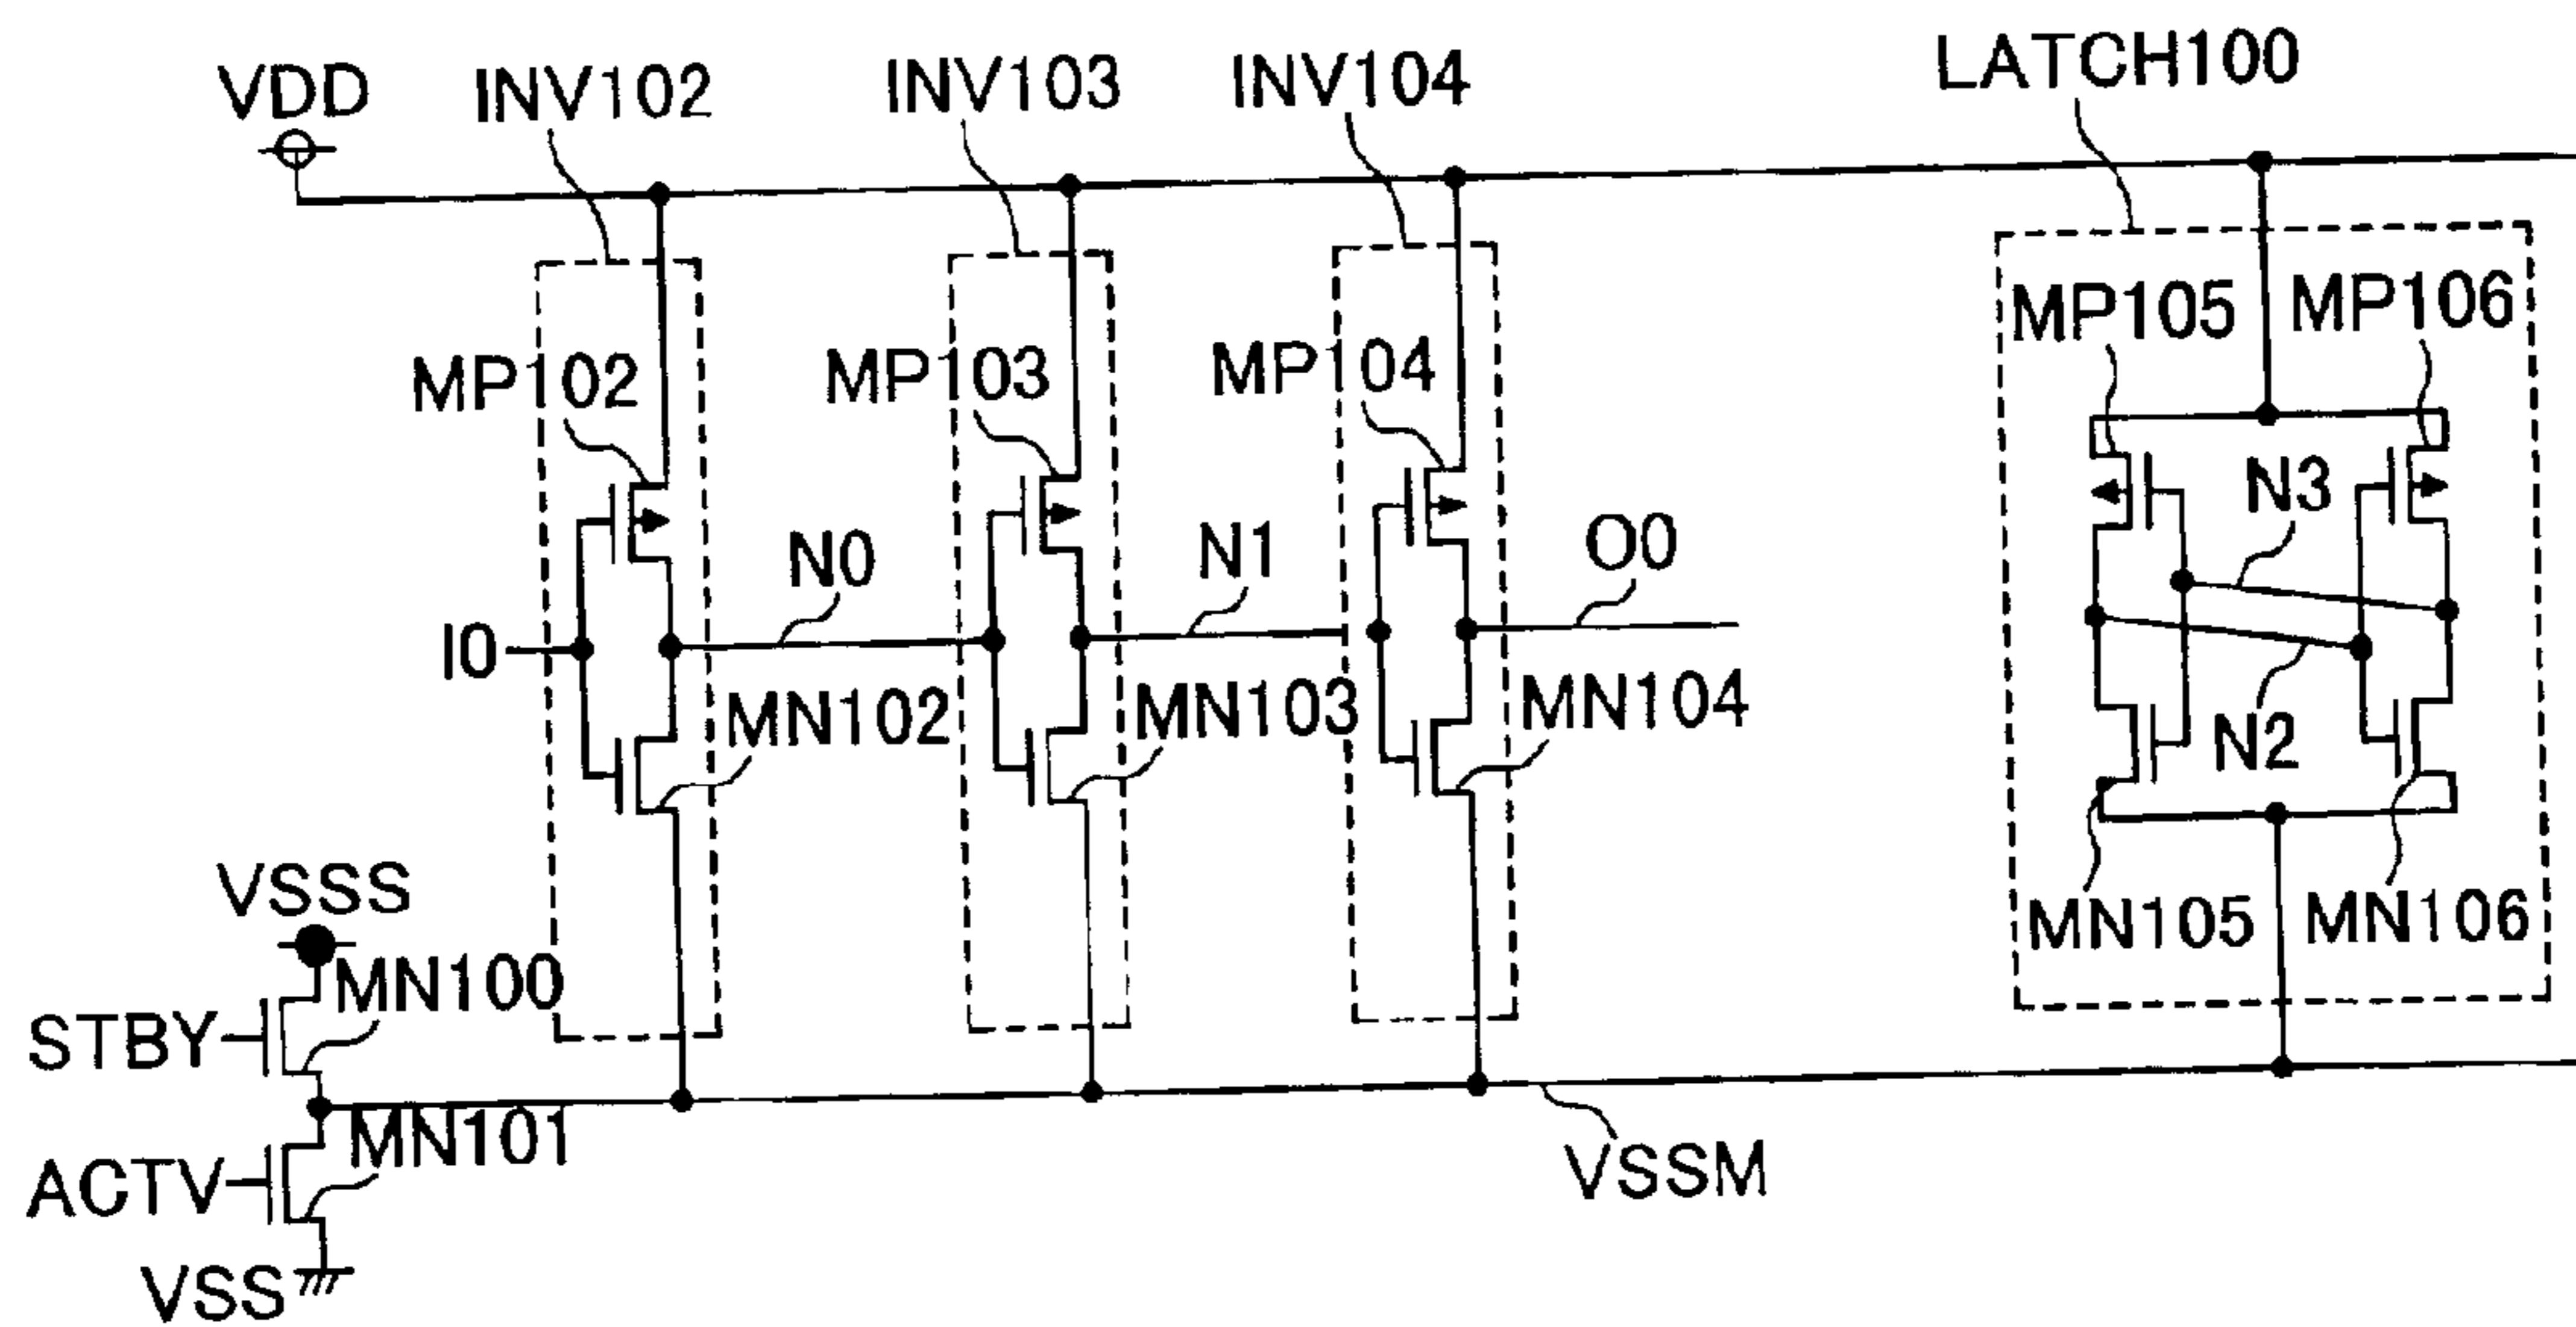 VDD
INV102
INV103
INV104
LATCH100
MP102
MP103
MP104
MP105
MP106
N3
I0
N0
N1
O0
MN102
MN103
MN104
N2
MN105
MN106
VSSS
MN100
STBY
MN101
ACTV
VSS
VSSM